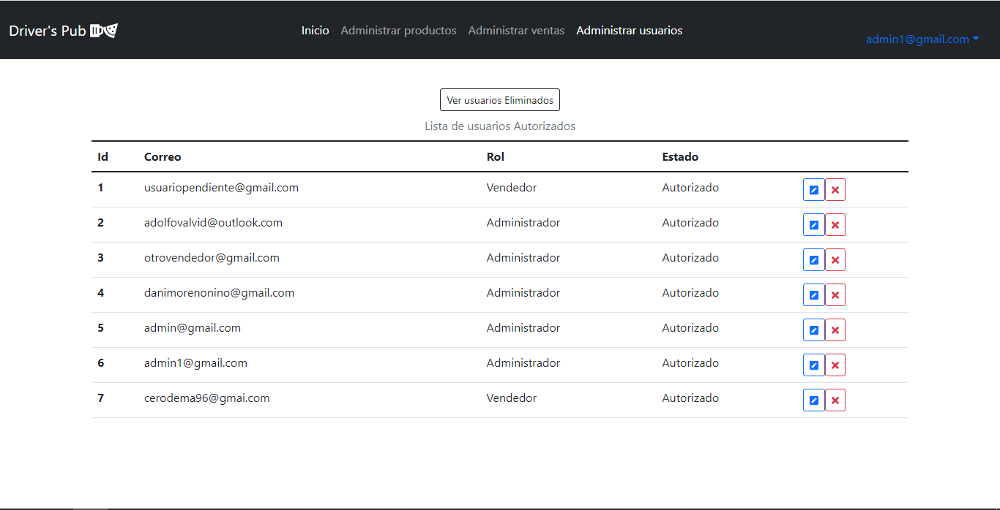 Driver's Pub Inicio Administrar productos Administrar ventas Administrar usuarios admin1@gmail.com
Ver usuarios Eliminados
Lista de usuarios Autorizados
Id Correo Rol Estado
1 usuariopendiente@gmail.com Vendedor Autorizado
2 adolfovalvid@outlook.com Administrador Autorizado
3 otrovendedor@gmail.com Administrador Autorizado
4 danimorenonino@gmail.com Administrador Autorizado
5 admin@gmail.com Administrador Autorizado
6 admin1@gmail.com Administrador Autorizado
7 cerodema96@gmai.com Vendedor Autorizado